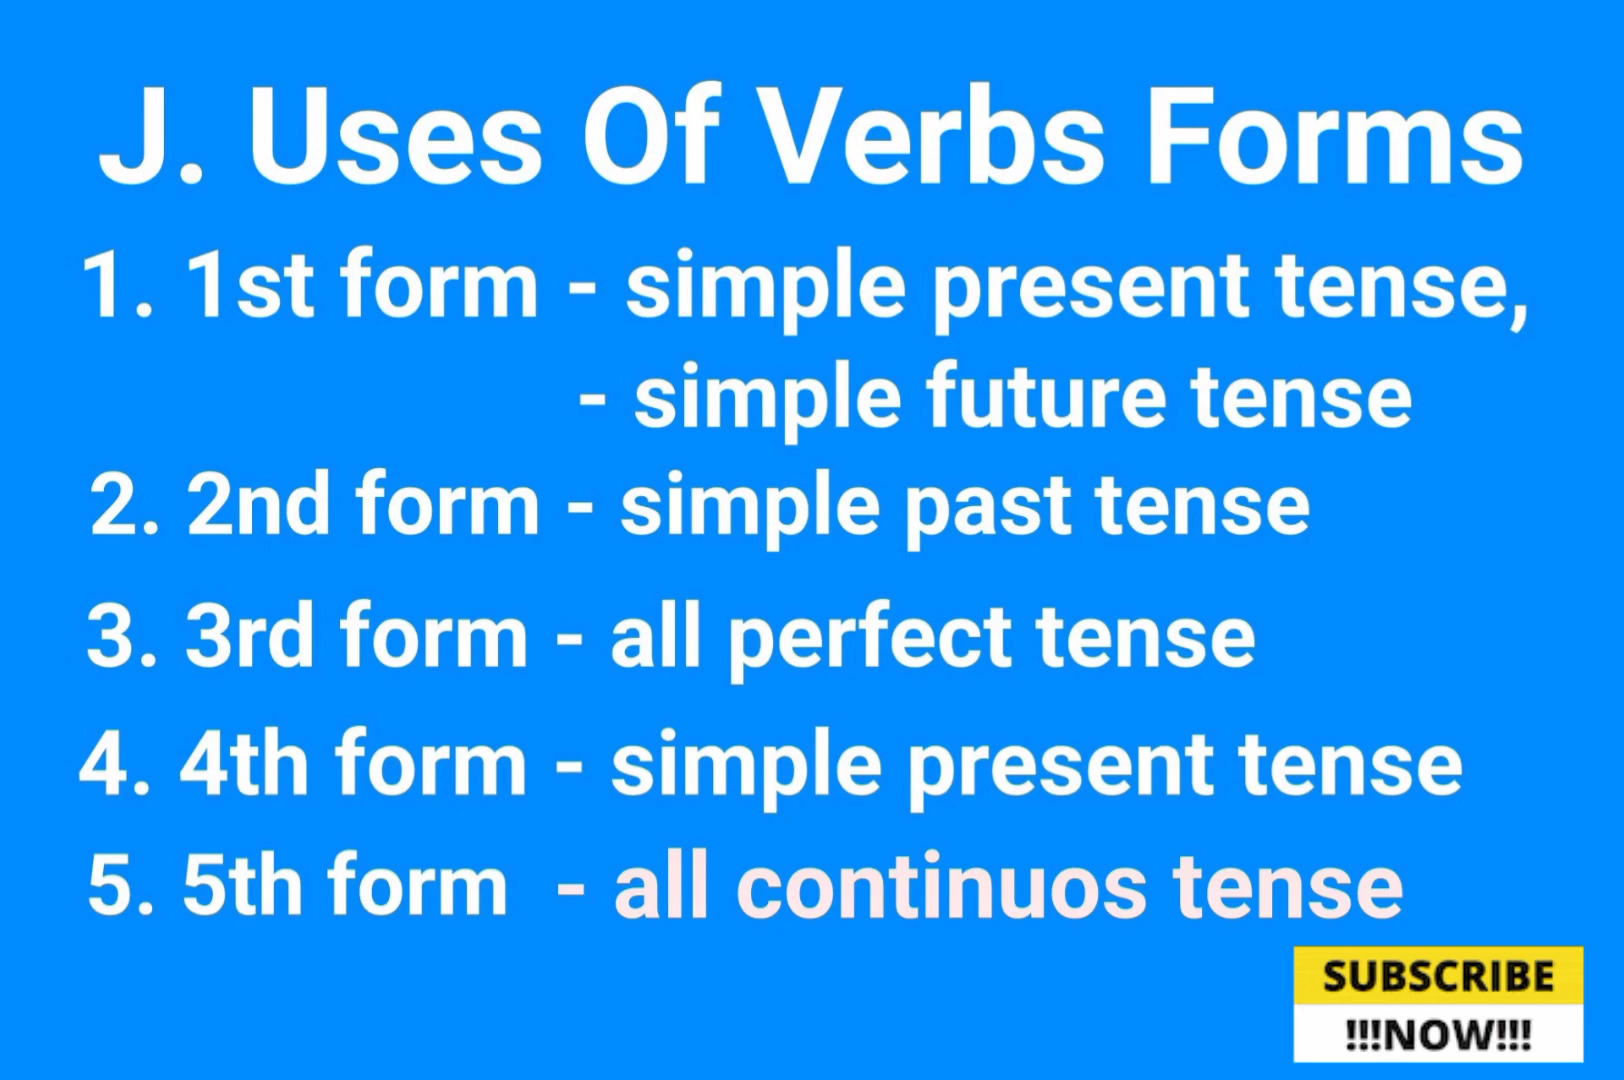 J. Uses Of Verbs Forms
1. 1st form - simple present tense,
- simple future tense
2. 2nd form - simple past tense
3. 3rd form - all perfect tense
4. 4th form - simple present tense
5. 5th form - all continuos tense
SUBSCRIBE
!!!NOW!!!